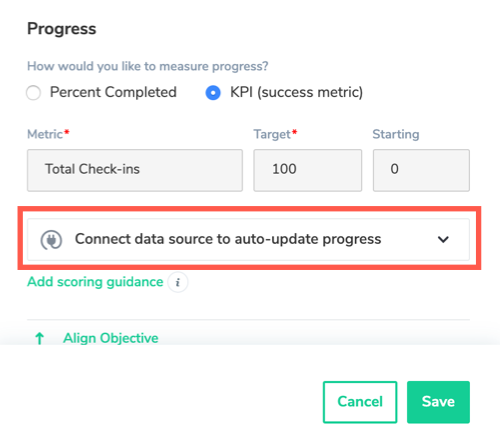 Progress
How would you like to measure progress?
Percent Completed KPI (success metric)
Metric* Target* Starting
Total Check-ins 100 0
Connect data source to auto-update progress
Add scoring guidance i
Align Objective
Cancel Save